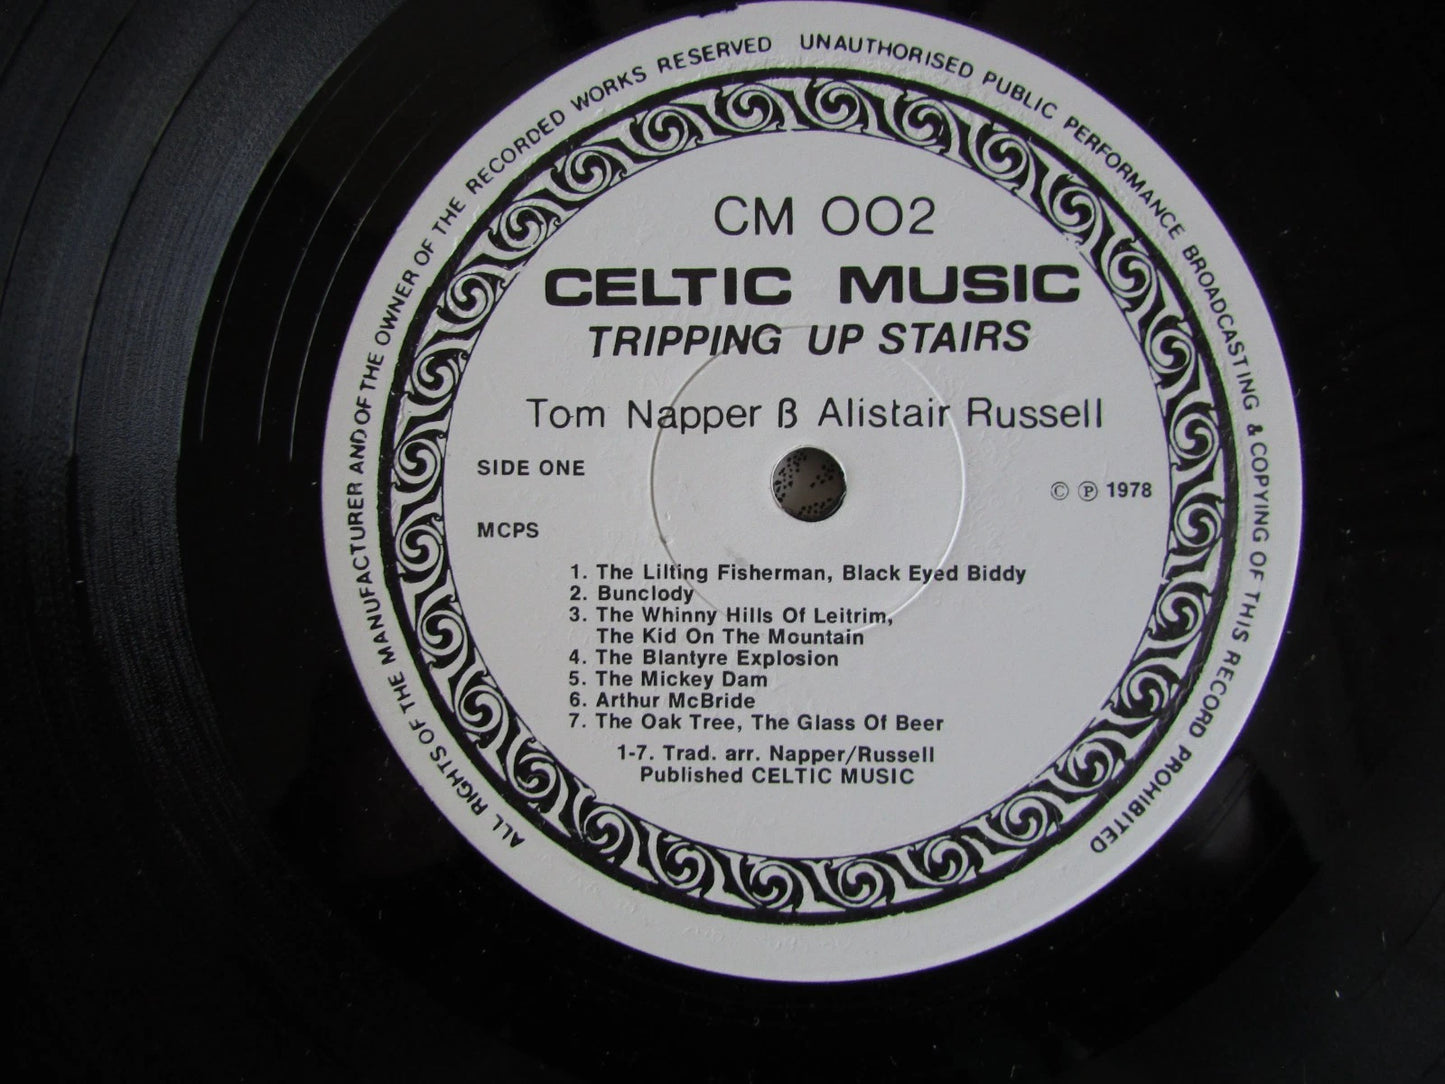 ALL RIGHTS OF THE MANUFACTURER AND OF THE OWNER OF THE RECORDED WORKS RESERVED UNAUTHORISED PUBLIC PERFORMANCE BROADCASTING & COPYING OF THIS RECORD PROHIBITED
CM 002
CELTIC MUSIC
TRIPPING UP STAIRS
Tom Napper ß Alistair Russell
SIDE ONE
© ℗ 1978
MCPS
1. The Lilting Fisherman, Black Eyed Biddy
2. Bunclody
3. The Whinny Hills Of Leitrim,
The Kid On The Mountain
4. The Blantyre Explosion
5. The Mickey Dam
6. Arthur McBride
7. The Oak Tree, The Glass Of Beer
1-7. Trad. arr. Napper/Russell
Published CELTIC MUSIC